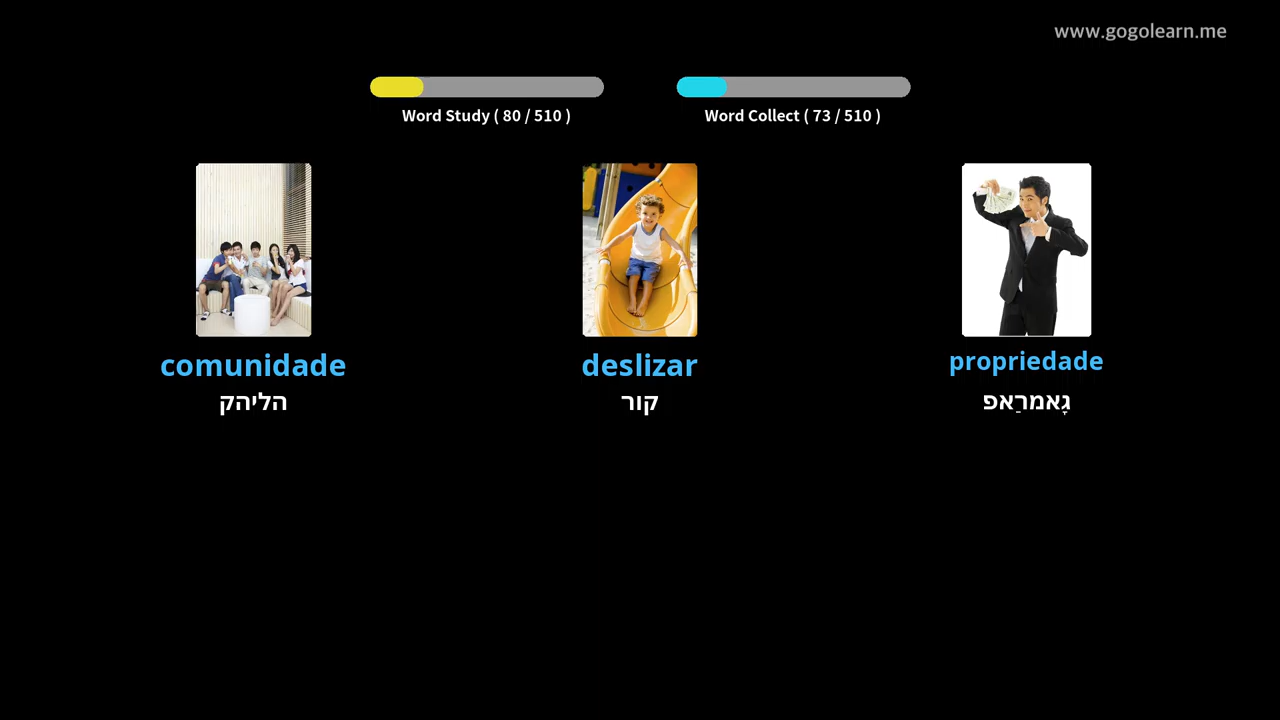 www.gogolearn.me
Word Study ( 80 / 510 )
Word Collect ( 73 / 510 )
comunidade
הליהק
deslizar
קור
propriedade
גָאמרַאפ